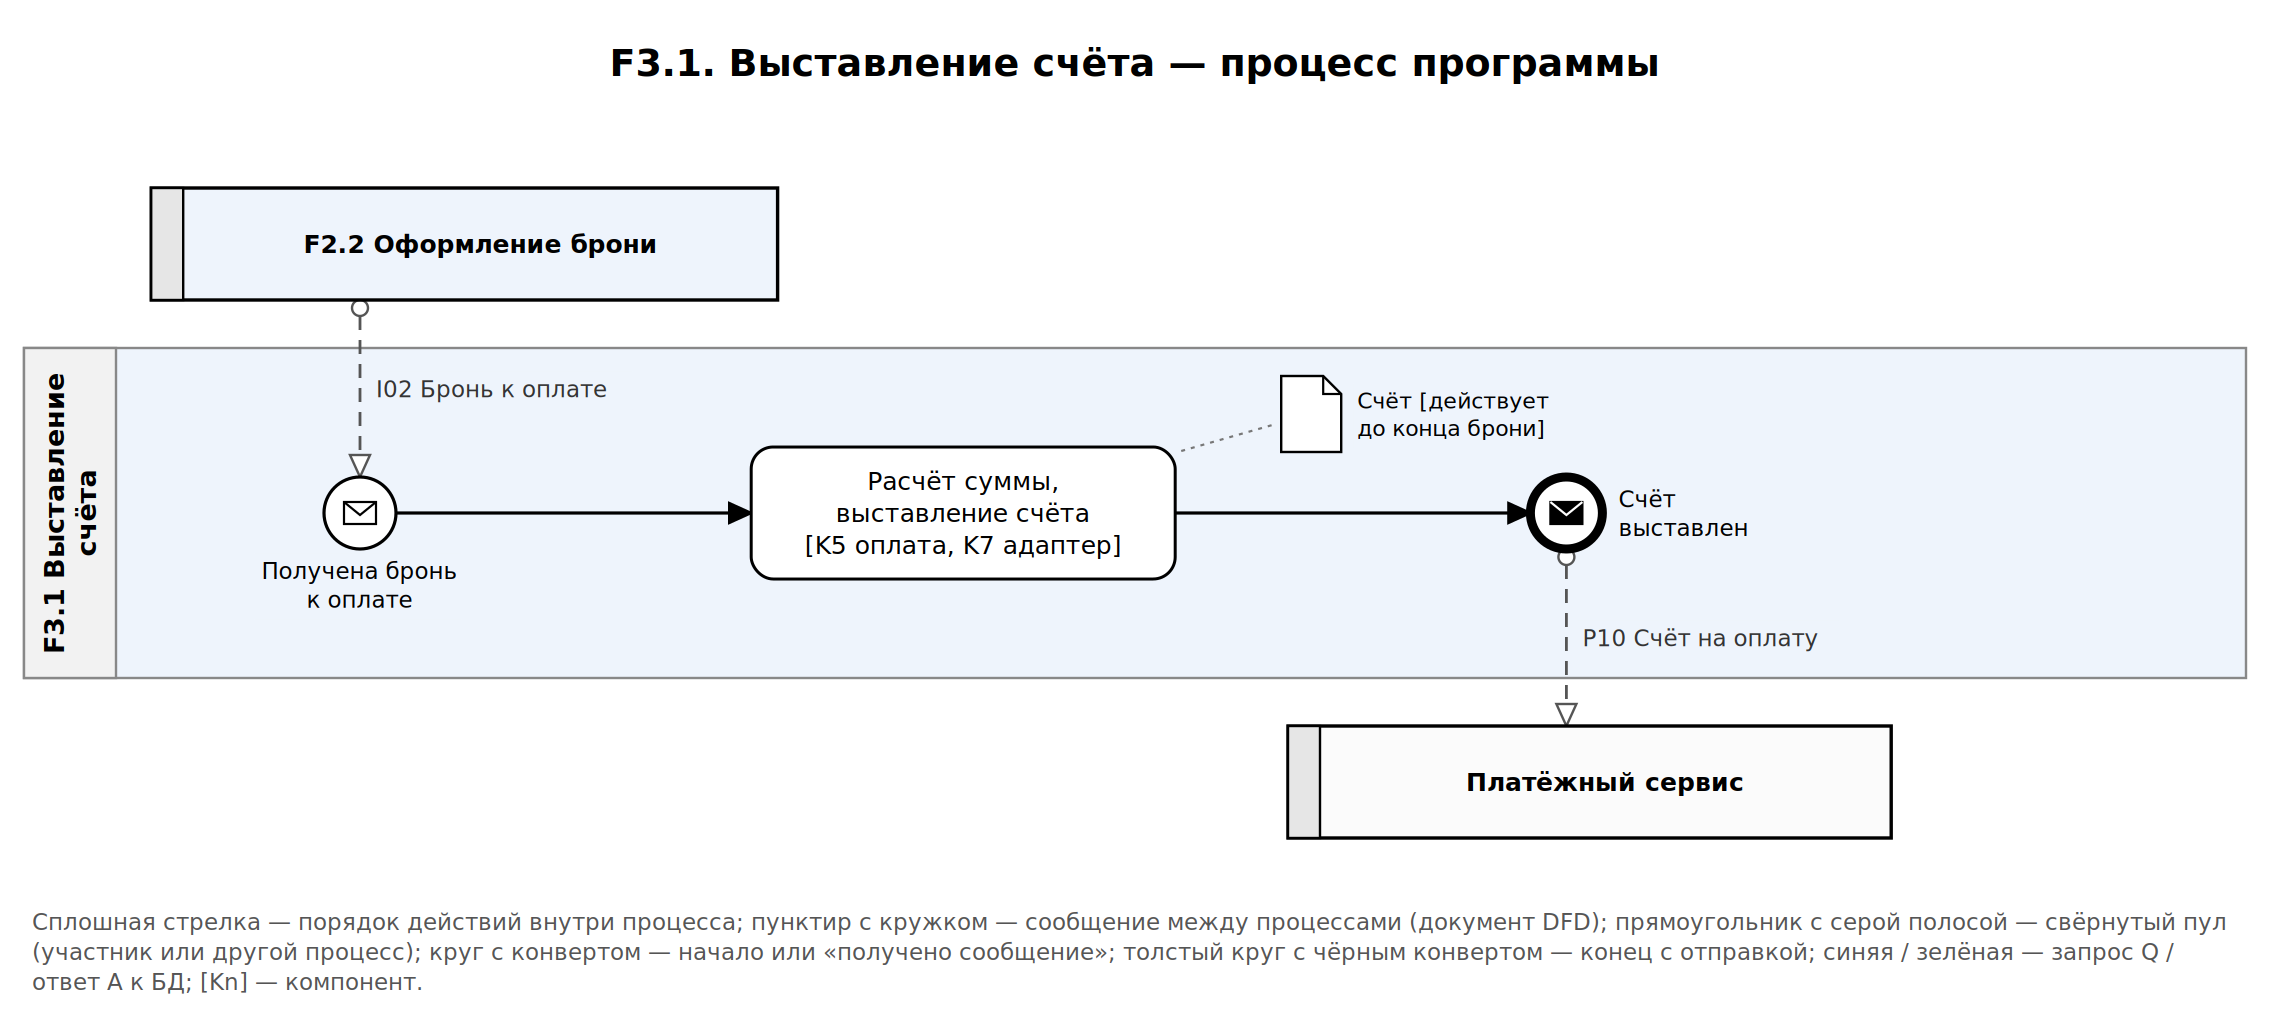 F3.1. Выставление счёта — процесс программы
F2.2 Оформление брони
I02 Бронь к оплате
F3.1 Выставление
счёта
Счёт [действует
до конца брони]
Расчёт суммы,
выставление счёта
[K5 оплата, K7 адаптер]
Счёт
выставлен
Получена бронь
к оплате
P10 Счёт на оплату
Платёжный сервис
Сплошная стрелка — порядок действий внутри процесса; пунктир с кружком — сообщение между процессами (документ DFD); прямоугольник с серой полосой — свёрнутый пул
(участник или другой процесс); круг с конвертом — начало или «получено сообщение»; толстый круг с чёрным конвертом — конец с отправкой; синяя / зелёная — запрос Q /
ответ A к БД; [Kn] — компонент.